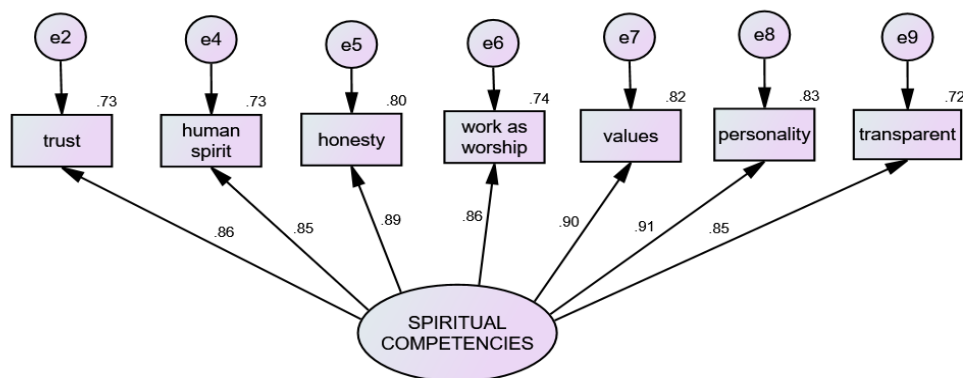 e2
e4
e5
e6
e7
e8
e9
.73
.73
.80
.74
.82
.83
.72
trust
human
spirit
honesty
work as
worship
values
personality
transparent
.86
.85
.89
.86
.90
.91
.85
SPIRITUAL
COMPETENCIES